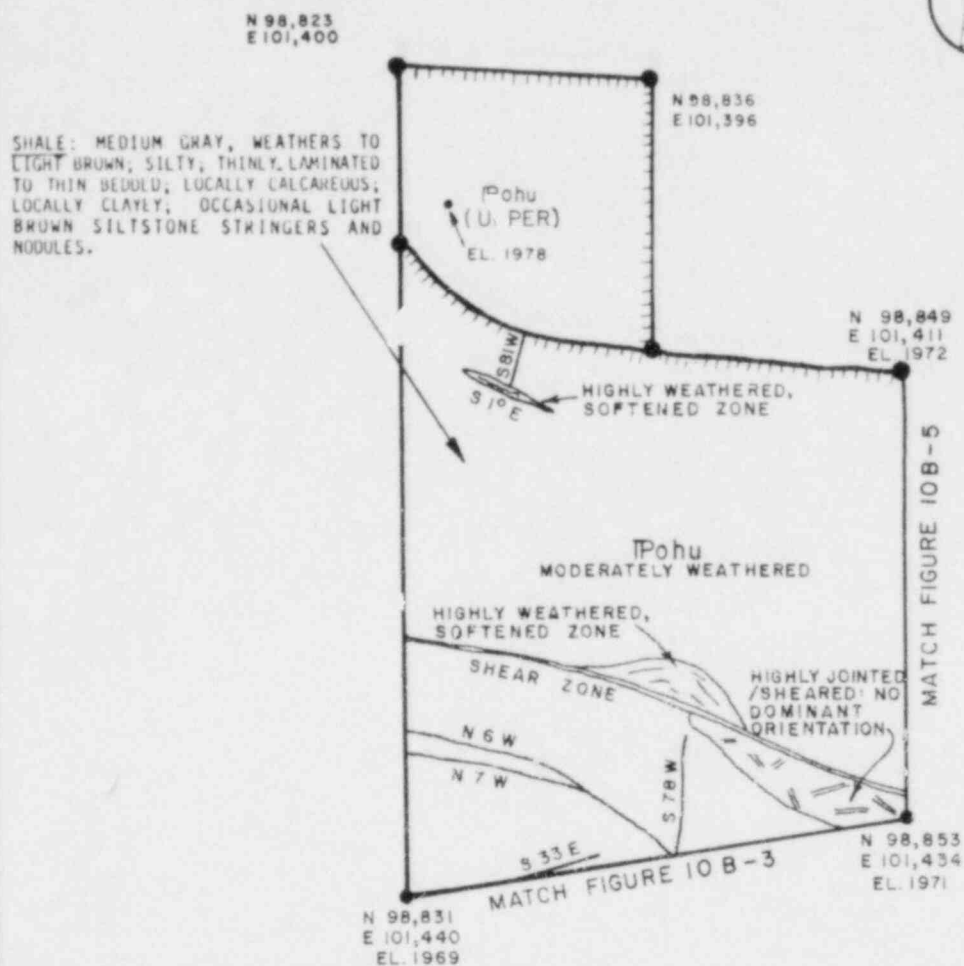 N 98,823
E 101,400
N 98,836
E 101,396
SHALE: MEDIUM GRAY, WEATHERS TO
LIGHT BROWN; SILTY; THINLY LAMINATED
TO THIN BEDDED; LOCALLY CALCAREOUS;
LOCALLY CLAYEY; OCCASIONAL LIGHT
BROWN SILTSTONE STRINGERS AND
NODULES.
ℙohu
(UPPER)
EL. 1978
N 98,849
E 101,411
EL 1972
S 81 W
S 1° E
HIGHLY WEATHERED,
SOFTENED ZONE
MATCH FIGURE 10B-5
ℙohu
MODERATELY WEATHERED
HIGHLY WEATHERED,
SOFTENED ZONE
SHEAR ZONE
HIGHLY JOINTED
/SHEARED: NO
DOMINANT
ORIENTATION
N 6 W
N 7 W
S 78 W
S 33 E
MATCH FIGURE 10 B-3
N 98,853
E 101,434
EL. 1971
N 98,831
E 101,440
EL. 1969